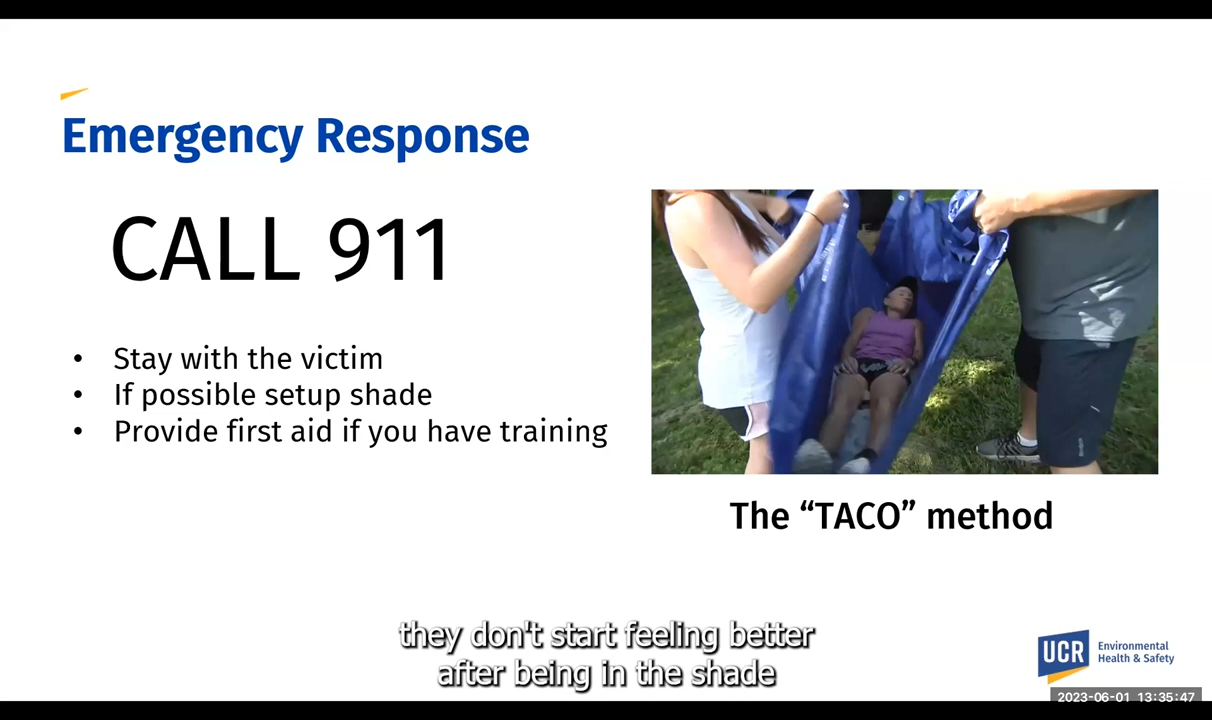 Emergency Response
CALL 911
• Stay with the victim
• If possible setup shade
• Provide first aid if you have training
The “TACO” method
they don't start feeling better
after being in the shade
UCR
Environmental
Health & Safety
2023-06-01 13:35:47